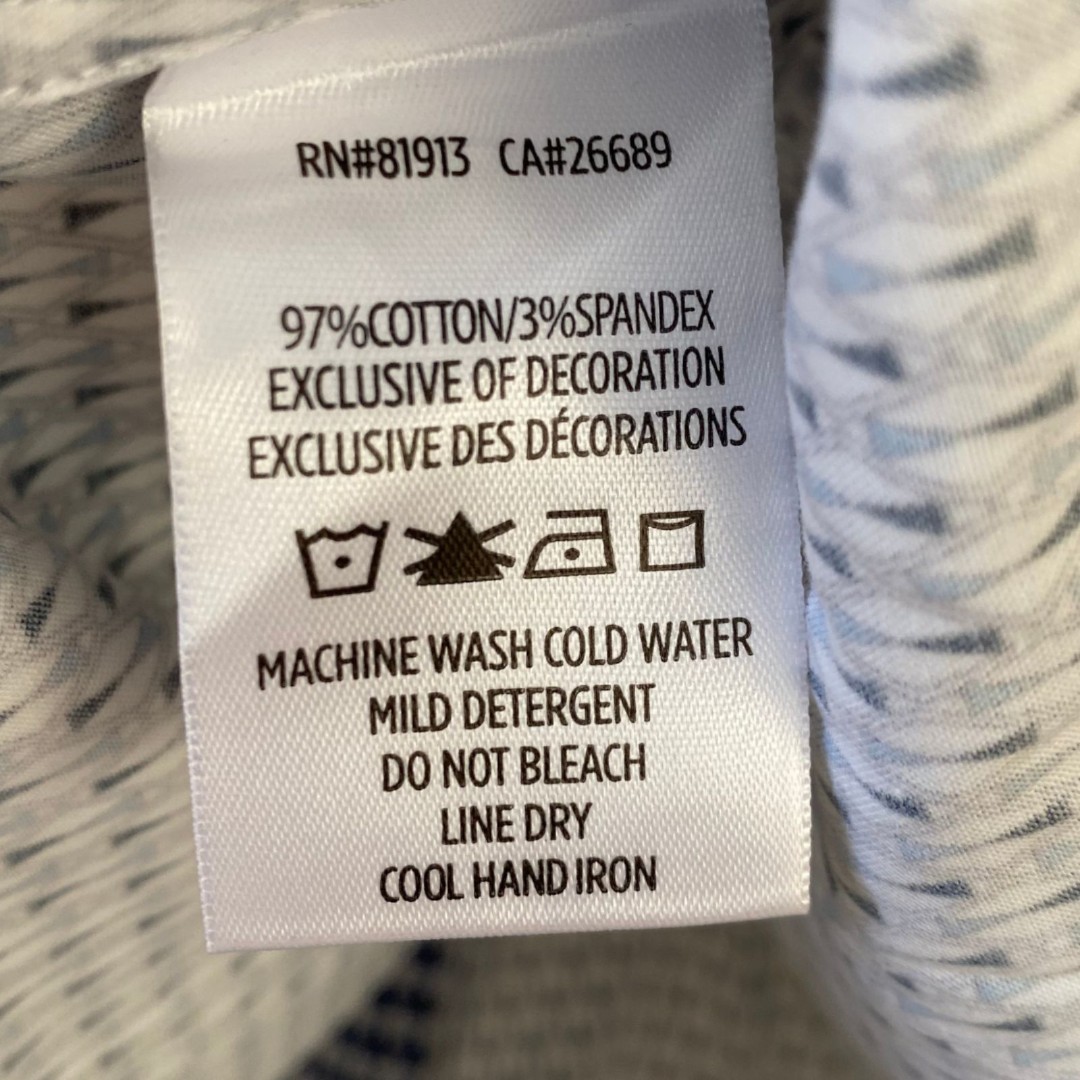 RN#81913 CA#26689
97%COTTON/3%SPANDEX
EXCLUSIVE OF DECORATION
EXCLUSIVE DES DÉCORATIONS
MACHINE WASH COLD WATER
MILD DETERGENT
DO NOT BLEACH
LINE DRY
COOL HAND IRON